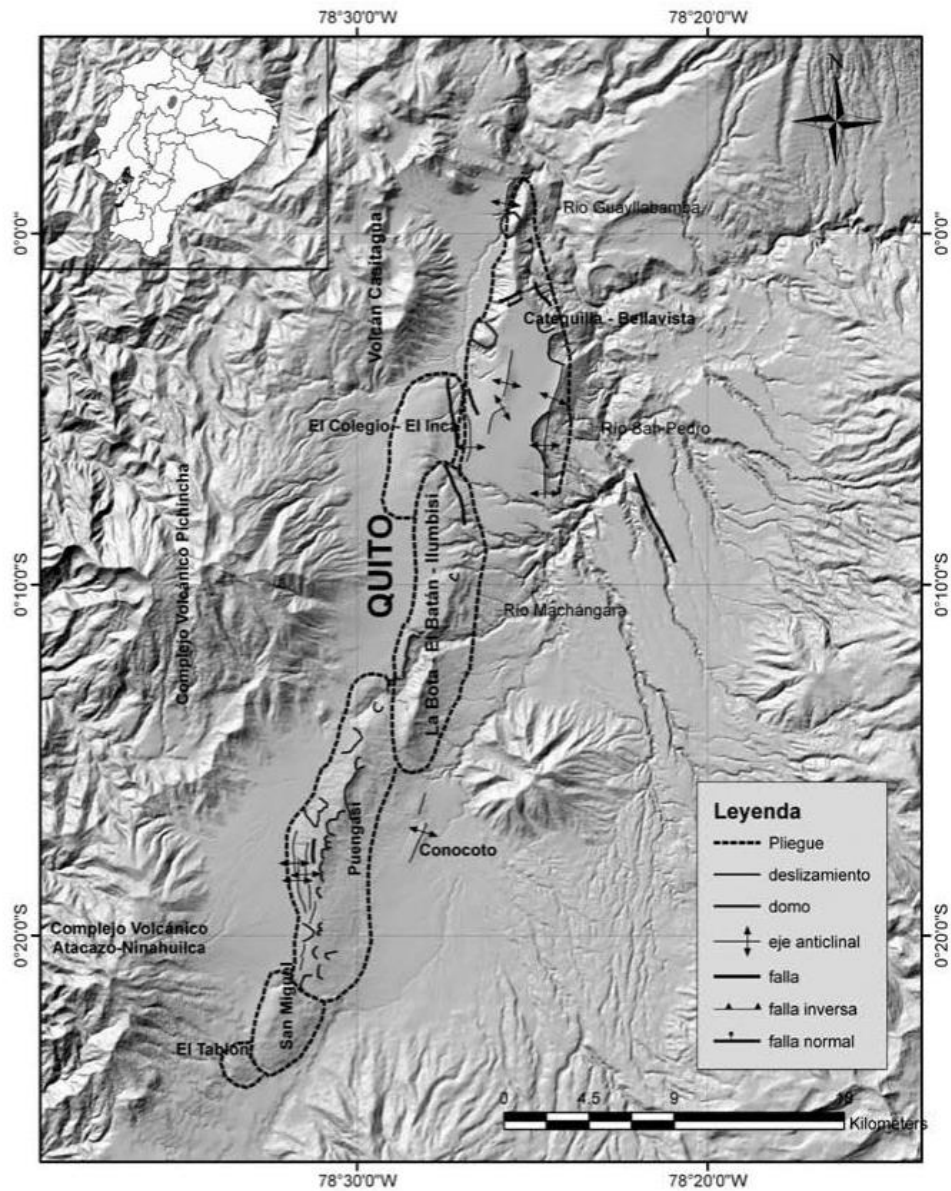 78°30'0"W
78°20'0"W
N
0°0'0"
0°0'0"
Río Guayllabamba
Volcán Casitagua
Catequilla - Bellavista
El Colegio - El Inca
Río San Pedro
Complejo Volcánico Pichincha
QUITO
La Bota - El Batán - Ilumbisi
0°10'0"S
0°10'0"S
Río Machángara
Puengasí
Conocoto
Complejo Volcánico
Atacazo-Ninahuilca
0°20'0"S
0°20'0"S
San Miguel
El Tablón
Leyenda
Pliegue
deslizamiento
domo
eje anticlinal
falla
falla inversa
falla normal
0 4.5 9 18
Kilometers
78°30'0"W
78°20'0"W